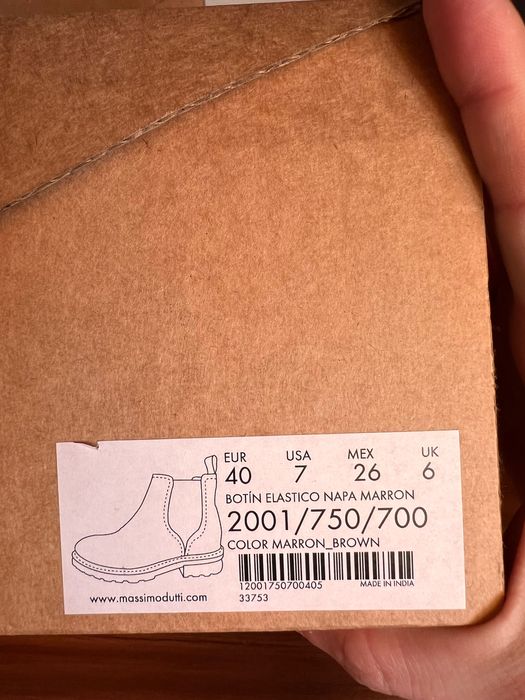 EUR USA MEX UK
40 7 26 6
BOTÍN ELASTICO NAPA MARRON
2001/750/700
COLOR MARRON_BROWN
12001750700405 MADE IN INDIA
www.massimodutti.com 33753